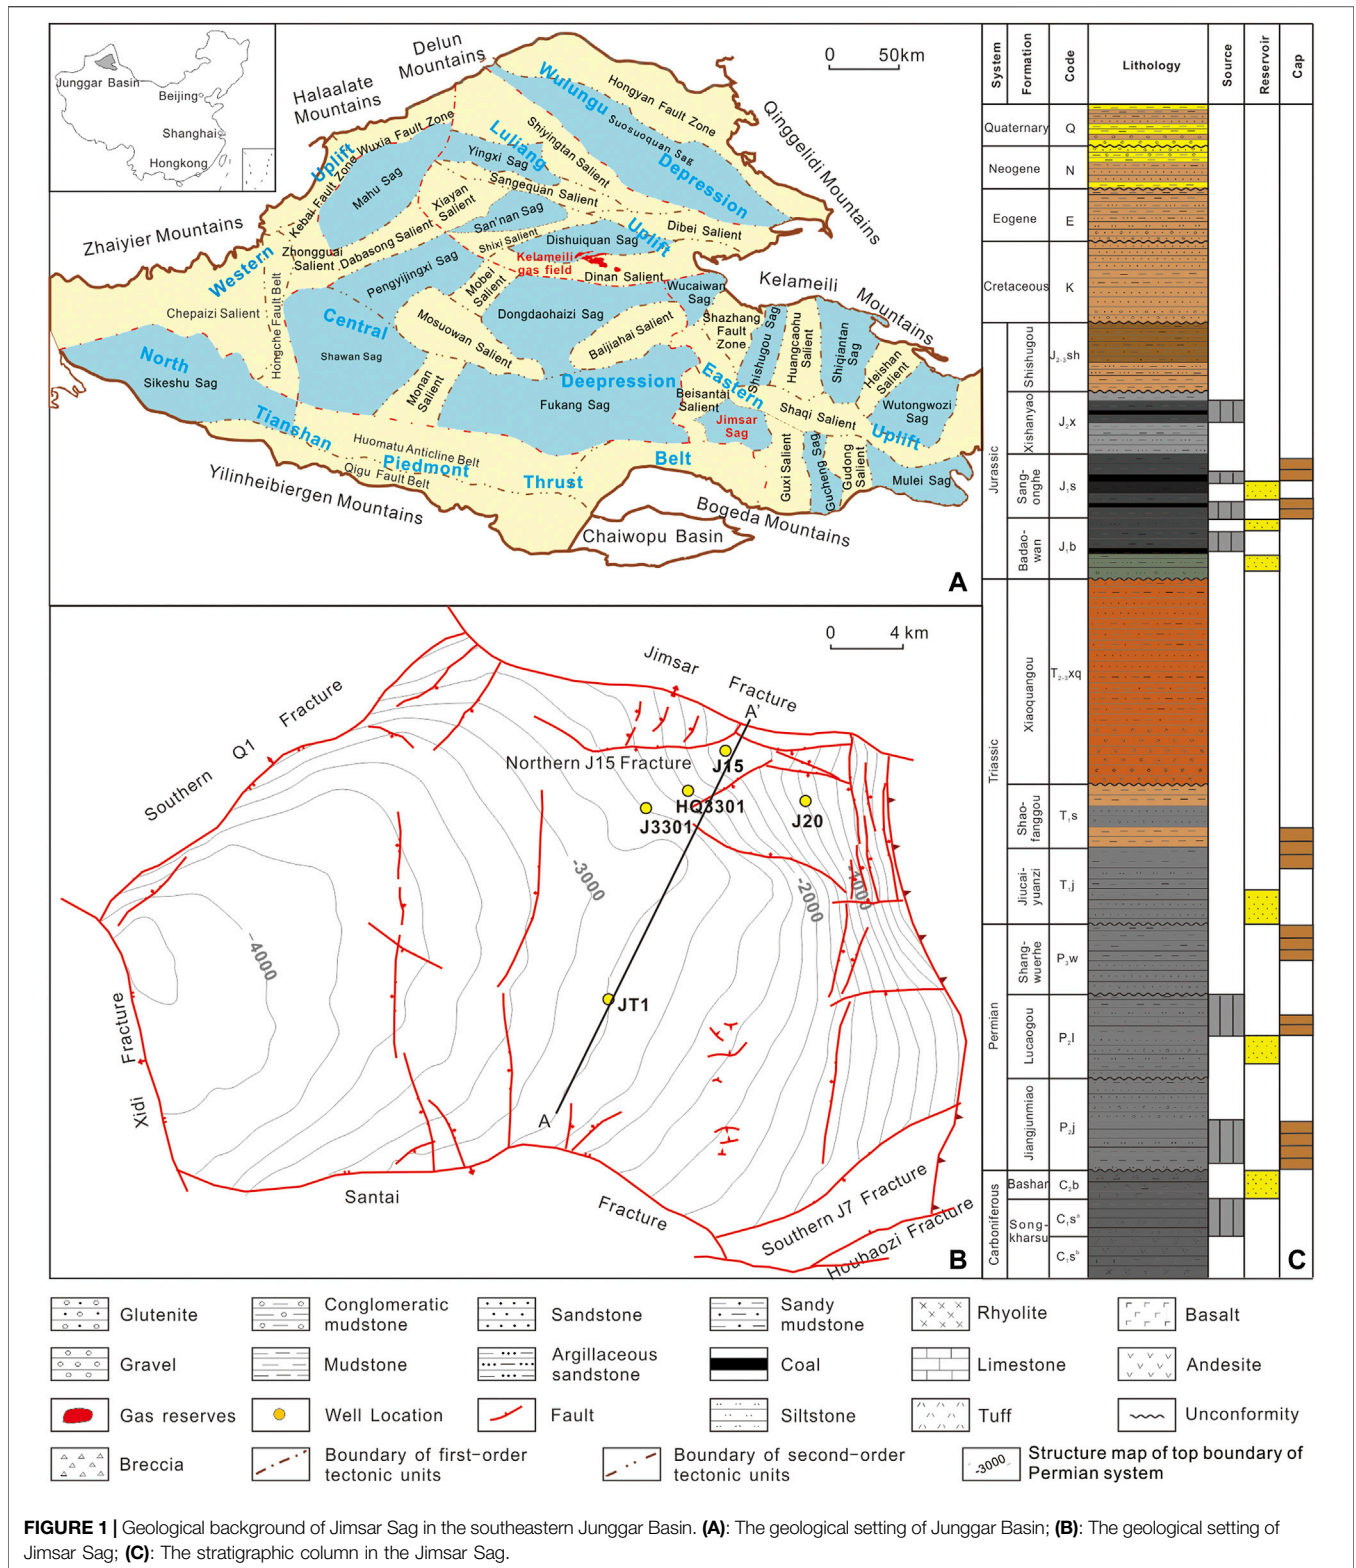 Junggar Basin
Beijing
Shanghai
Hongkong
Delun
Mountains
Halaalate
Mountains
Zhaiyier Mountains
Qinggelidi Mountains
Kelameili
Mountains
Yilinheibiergen Mountains
Bogeda Mountains
Chaiwopu Basin
0 50km
Wulungu
Depression
Hongyan Fault Zone
Suosuoquan Sag
Luliang
Uplift
Shiyingtan Salient
Yingxi Sag
Sangequan Salient
San'nan Sag
Shixi Salient
Dishuiquan Sag
Dibei Salient
Kelameili
gas field
Dinan Salient
Western
Uplift
Wuxia Fault Zone
Kebai Fault Zone
Mahu Sag
Xiayan
Salient
Zhongguai
Salient
Dabasong Salient
Pengyijingxi Sag
Mobei
Salient
Chepaizi Salient
Hongche Fault Belt
Central
Deepression
Mosuowan Salient
Dongdaohaizi Sag
Baijiahai Salient
Shawan Sag
Monan
Salient
Fukang Sag
Wucaiwan
Sag
Shazhang
Fault
Zone
Shishugou Sag
Huangcaohu
Salient
Shiqiantan
Sag
Heishan
Salient
Wutongwozi
Sag
Eastern
Uplift
Beisantai
Salient
Jimsar
Sag
Shaqi Salient
Guxi Salient
Gucheng Sag
Gudong
Salient
Mulei Sag
North
Tianshan
Piedmont
Thrust
Belt
Sikeshu Sag
Huomatu Anticline Belt
Qigu Fault Belt
A
0 4 km
Jimsar
Fracture
Southern Q1 Fracture
Northern J15 Fracture
A'
J15
HQ3301
J3301
J20
-3000
-2000
-1000
-4000
JT1
A
Xidi Fracture
Santai
Fracture
Southern J7 Fracture
Houbaozi Fracture
B
System Formation Code Lithology Source Reservoir Cap
Quaternary Q
Neogene N
Eogene E
Cretaceous K
Jurassic
Shishugou J₂₋₃sh
Xishanyao J₂x
Sang-
onghe
J₁s
Badao-
wan
J₁b
Triassic
Xiaoquangou T₂₋₃xq
Shao-
fanggou
T₁s
Jiucai-
yuanzi
T₁j
Permian
Shang-
wuerhe
P₃w
Lucaogou P₂l
Jiangjunmiao P₂j
Carboniferous
Bashan C₂b
Song-
kharsu
C₁sᵃ
C₁sᵇ
C
Glutenite
Conglomeratic
mudstone
Sandstone
Sandy
mudstone
Rhyolite
Basalt
Gravel
Mudstone
Argillaceous
sandstone
Coal
Limestone
Andesite
Gas reserves
Well Location
Fault
Siltstone
Tuff
Unconformity
Breccia
Boundary of first-order
tectonic units
Boundary of second-order
tectonic units
-3000
Structure map of top boundary of
Permian system
FIGURE 1 | Geological background of Jimsar Sag in the southeastern Junggar Basin. (A): The geological setting of Junggar Basin; (B): The geological setting of
Jimsar Sag; (C): The stratigraphic column in the Jimsar Sag.